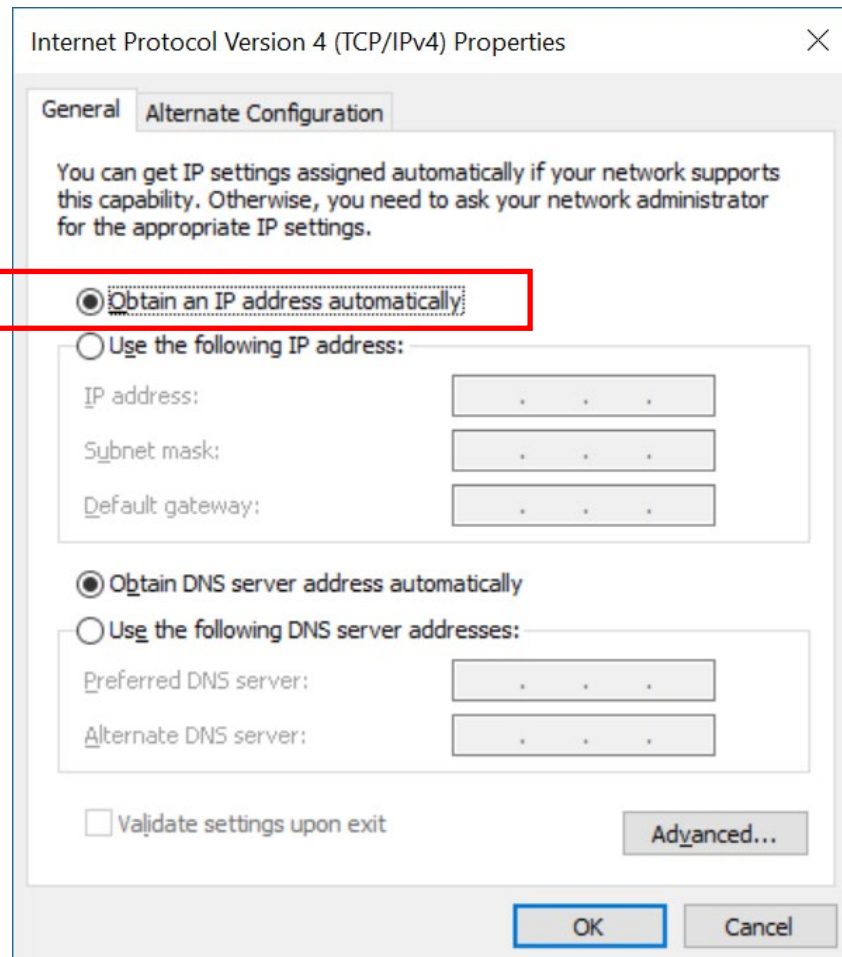 Internet Protocol Version 4 (TCP/IPv4) Properties
General
Alternate Configuration
You can get IP settings assigned automatically if your network supports
this capability. Otherwise, you need to ask your network administrator
for the appropriate IP settings.
Obtain an IP address automatically
Use the following IP address:
IP address:
Subnet mask:
Default gateway:
Obtain DNS server address automatically
Use the following DNS server addresses:
Preferred DNS server:
Alternate DNS server:
Validate settings upon exit
Advanced...
OK
Cancel